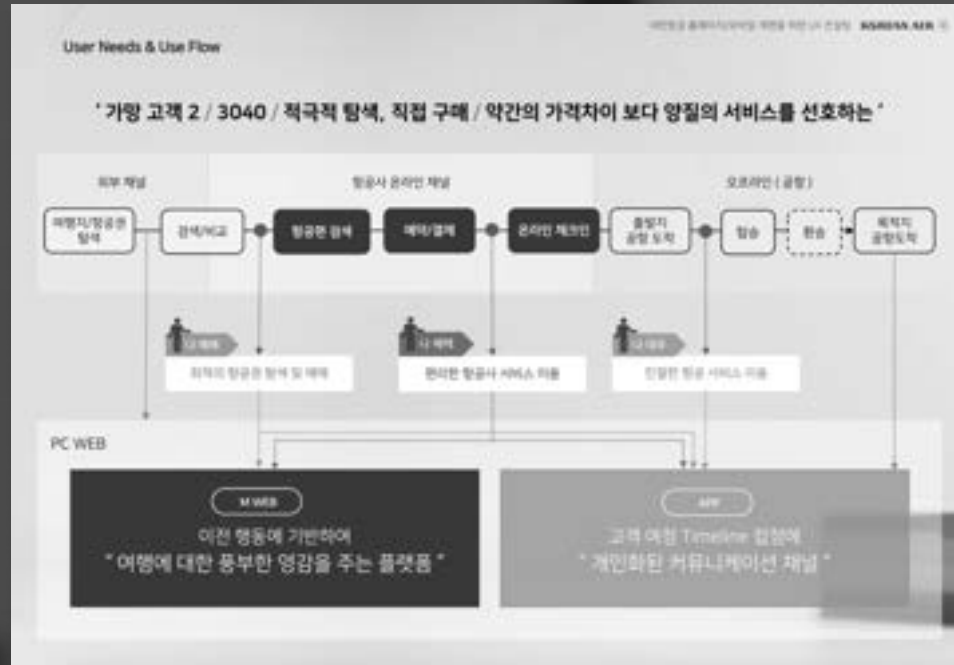 KOREAN AIR
User Needs & Use Flow
' 가망 고객 2 / 3040 / 적극적 탐색, 직접 구매 / 약간의 가격차이 보다 양질의 서비스를 선호하는 '
외부 채널
항공사 온라인 채널
오프라인 ( 공항 )
여행지/항공권
탐색
검색/비교
항공편 검색
예약/결제
온라인 체크인
출발지
공항 도착
탑승
환승
목적지
공항도착
최적의 항공권 탐색 및 예매
편리한 항공사 서비스 이용
친절한 항공 서비스 이용
PC WEB
M WEB
이전 행동에 기반하여
" 여행에 대한 풍부한 영감을 주는 플랫폼 "
APP
고객 여정 Timeline 접점에
" 개인화된 커뮤니케이션 채널 "